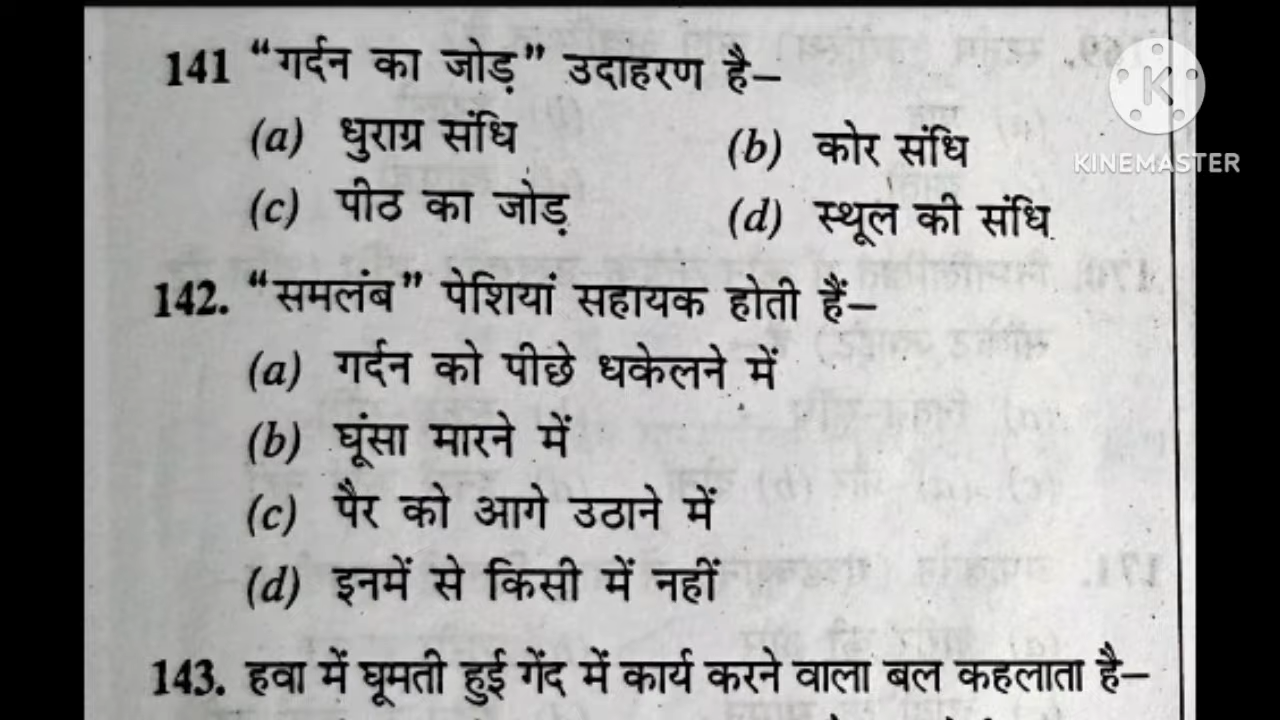 141 “गर्दन का जोड़” उदाहरण है–
(a) धुराग्र संधि (b) कोर संधि
(c) पीठ का जोड़ (d) स्थूल की संधि
142. “समलंब” पेशियां सहायक होती हैं–
(a) गर्दन को पीछे धकेलने में
(b) घूंसा मारने में
(c) पैर को आगे उठाने में
(d) इनमें से किसी में नहीं
143. हवा में घूमती हुई गेंद में कार्य करने वाला बल कहलाता है–
K
KINEMASTER